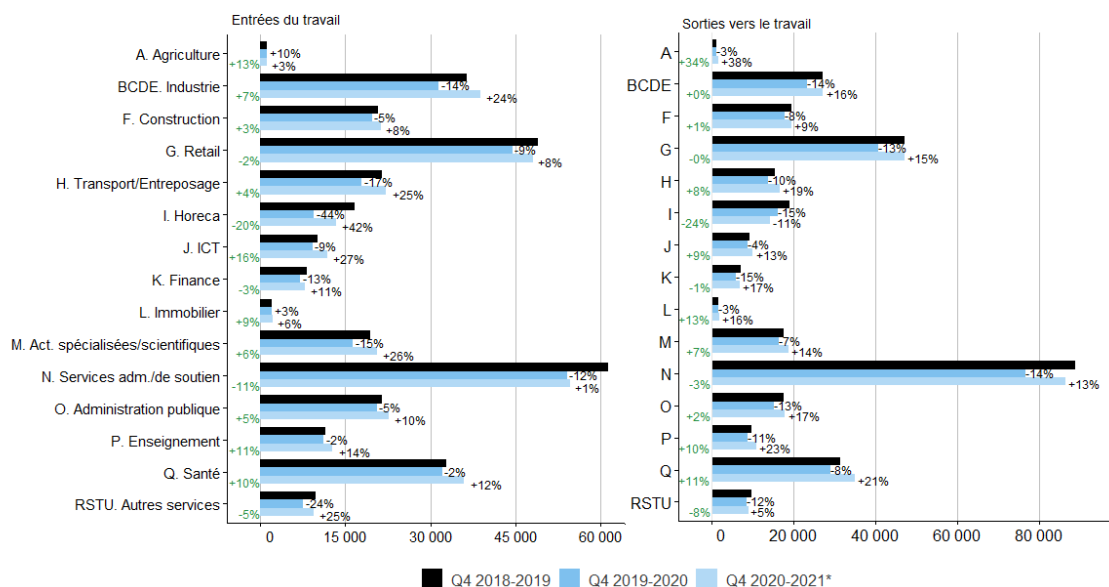 Entrées du travail
A. Agriculture
+13%
+10%
+3%
BCDE. Industrie
+7%
-14%
+24%
F. Construction
+3%
-5%
+8%
G. Retail
-2%
-9%
+8%
H. Transport/Entreposage
+4%
-17%
+25%
I. Horeca
-20%
-44%
+42%
J. ICT
+16%
-9%
+27%
K. Finance
-3%
-13%
+11%
L. Immobilier
+9%
+3%
+6%
M. Act. spécialisées/scientifiques
+6%
-15%
+26%
N. Services adm./de soutien
-11%
-12%
+1%
O. Administration publique
+5%
-5%
+10%
P. Enseignement
+11%
-2%
+14%
Q. Santé
+10%
-2%
+12%
RSTU. Autres services
-5%
-24%
+25%
0 15 000 30 000 45 000 60 000
Sorties vers le travail
A
+34%
-3%
+38%
BCDE
+0%
-14%
+16%
F
+1%
-8%
+9%
G
-0%
-13%
+15%
H
+8%
-10%
+19%
I
-24%
-15%
-11%
J
+9%
-4%
+13%
K
-1%
-15%
+17%
L
+13%
-3%
+16%
M
+7%
-7%
+14%
N
-3%
-14%
+13%
O
+2%
-13%
+17%
P
+10%
-11%
+23%
Q
+11%
-8%
+21%
RSTU
-8%
-12%
+5%
0 20 000 40 000 60 000 80 000
Q4 2018-2019 Q4 2019-2020 Q4 2020-2021*